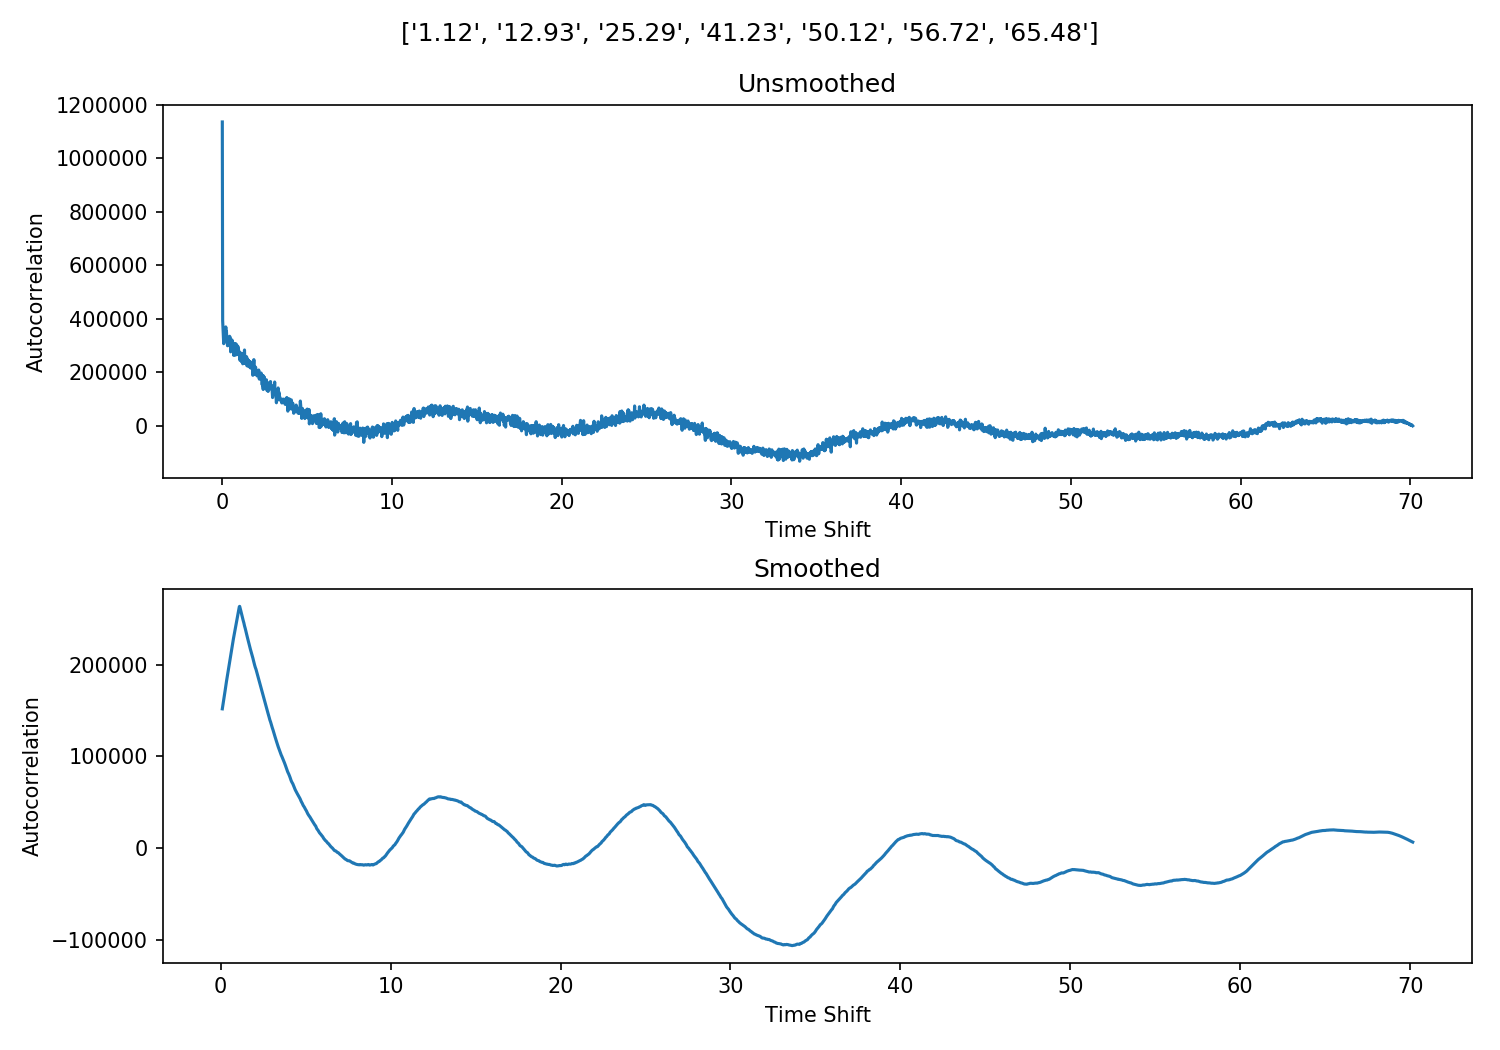 ['1.12', '12.93', '25.29', '41.23', '50.12', '56.72', '65.48']
Unsmoothed
1200000
1000000
800000
600000
400000
200000
0
Autocorrelation
0 10 20 30 40 50 60 70
Time Shift
Smoothed
200000
100000
0
−100000
Autocorrelation
0 10 20 30 40 50 60 70
Time Shift